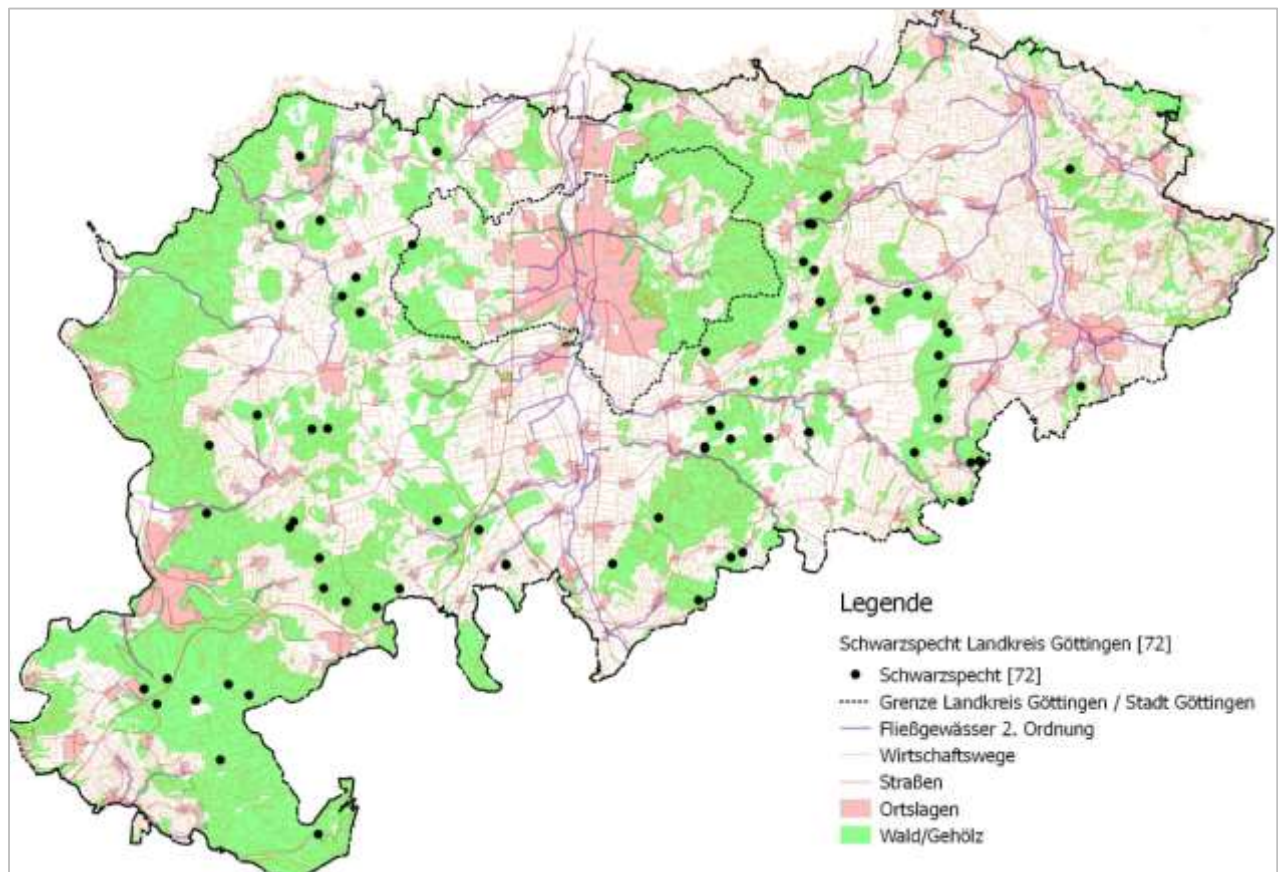 Legende
Schwarzspecht Landkreis Göttingen [72]
Schwarzspecht [72]
Grenze Landkreis Göttingen / Stadt Göttingen
Fließgewässer 2. Ordnung
Wirtschaftswege
Straßen
Ortslagen
Wald/Gehölz